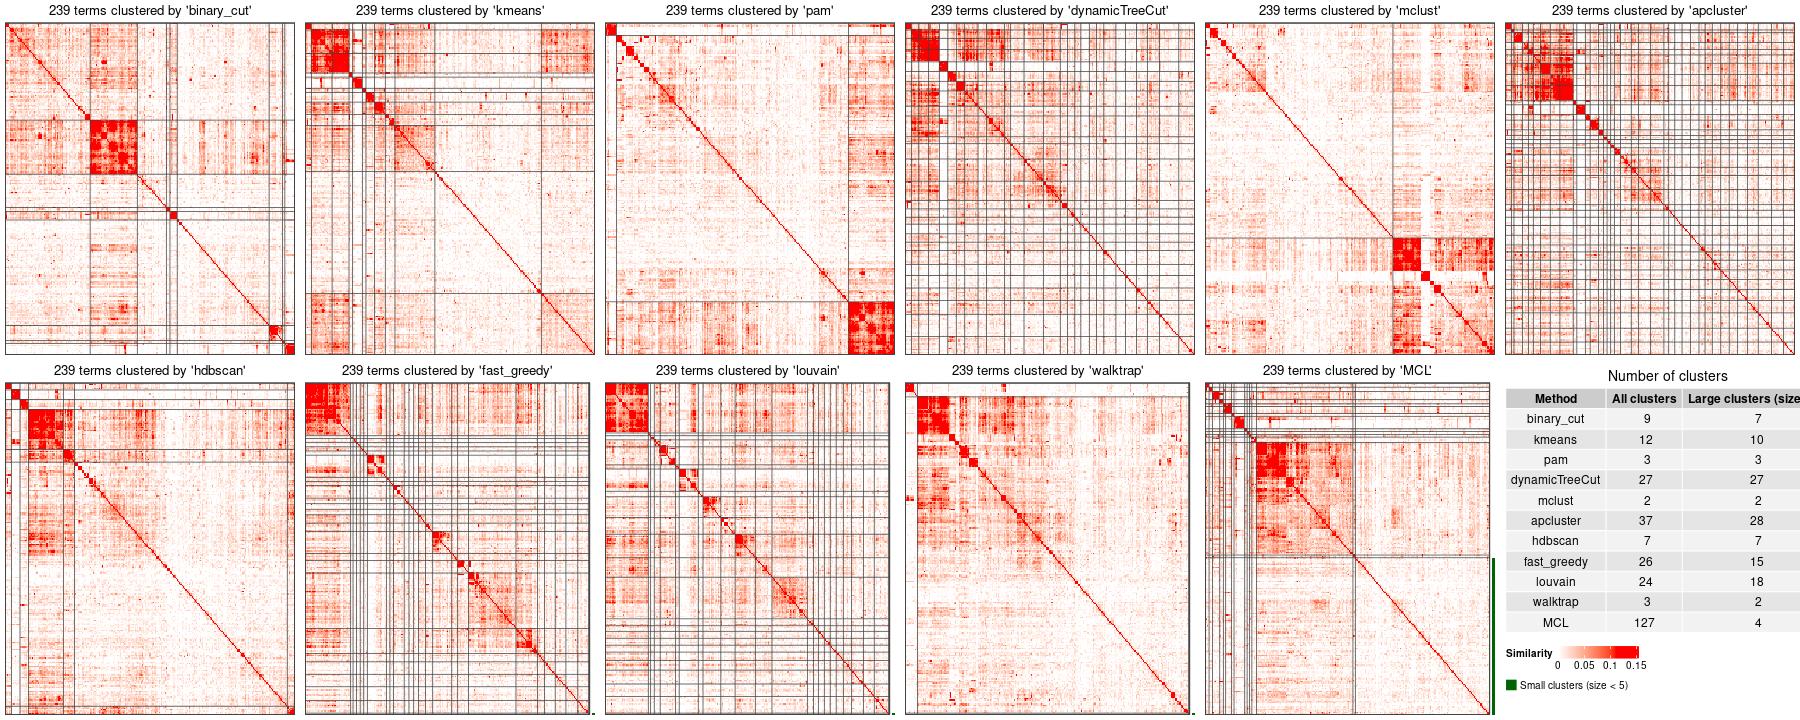 239 terms clustered by 'binary_cut'
239 terms clustered by 'kmeans'
239 terms clustered by 'pam'
239 terms clustered by 'dynamicTreeCut'
239 terms clustered by 'mclust'
239 terms clustered by 'apcluster'
239 terms clustered by 'hdbscan'
239 terms clustered by 'fast_greedy'
239 terms clustered by 'louvain'
239 terms clustered by 'walktrap'
239 terms clustered by 'MCL'
Number of clusters
Method All clusters Large clusters (size
binary_cut 9 7
kmeans 12 10
pam 3 3
dynamicTreeCut 27 27
mclust 2 2
apcluster 37 28
hdbscan 7 7
fast_greedy 26 15
louvain 24 18
walktrap 3 2
MCL 127 4
Similarity
0 0.05 0.1 0.15
Small clusters (size < 5)